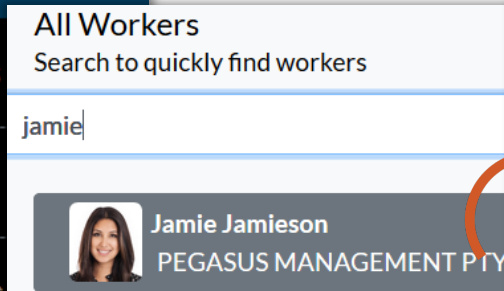 All Workers
Search to quickly find workers
jamie
Jamie Jamieson
PEGASUS MANAGEMENT PTY